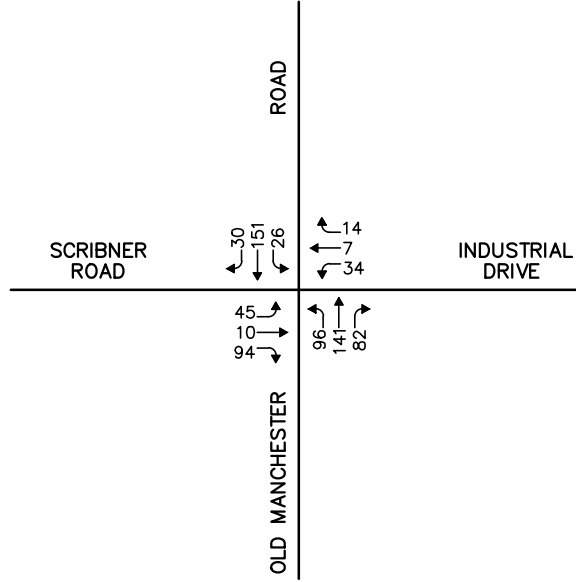 ROAD
30
151
26
14
7
34
SCRIBNER
ROAD
INDUSTRIAL
DRIVE
45
10
94
96
141
82
OLD MANCHESTER